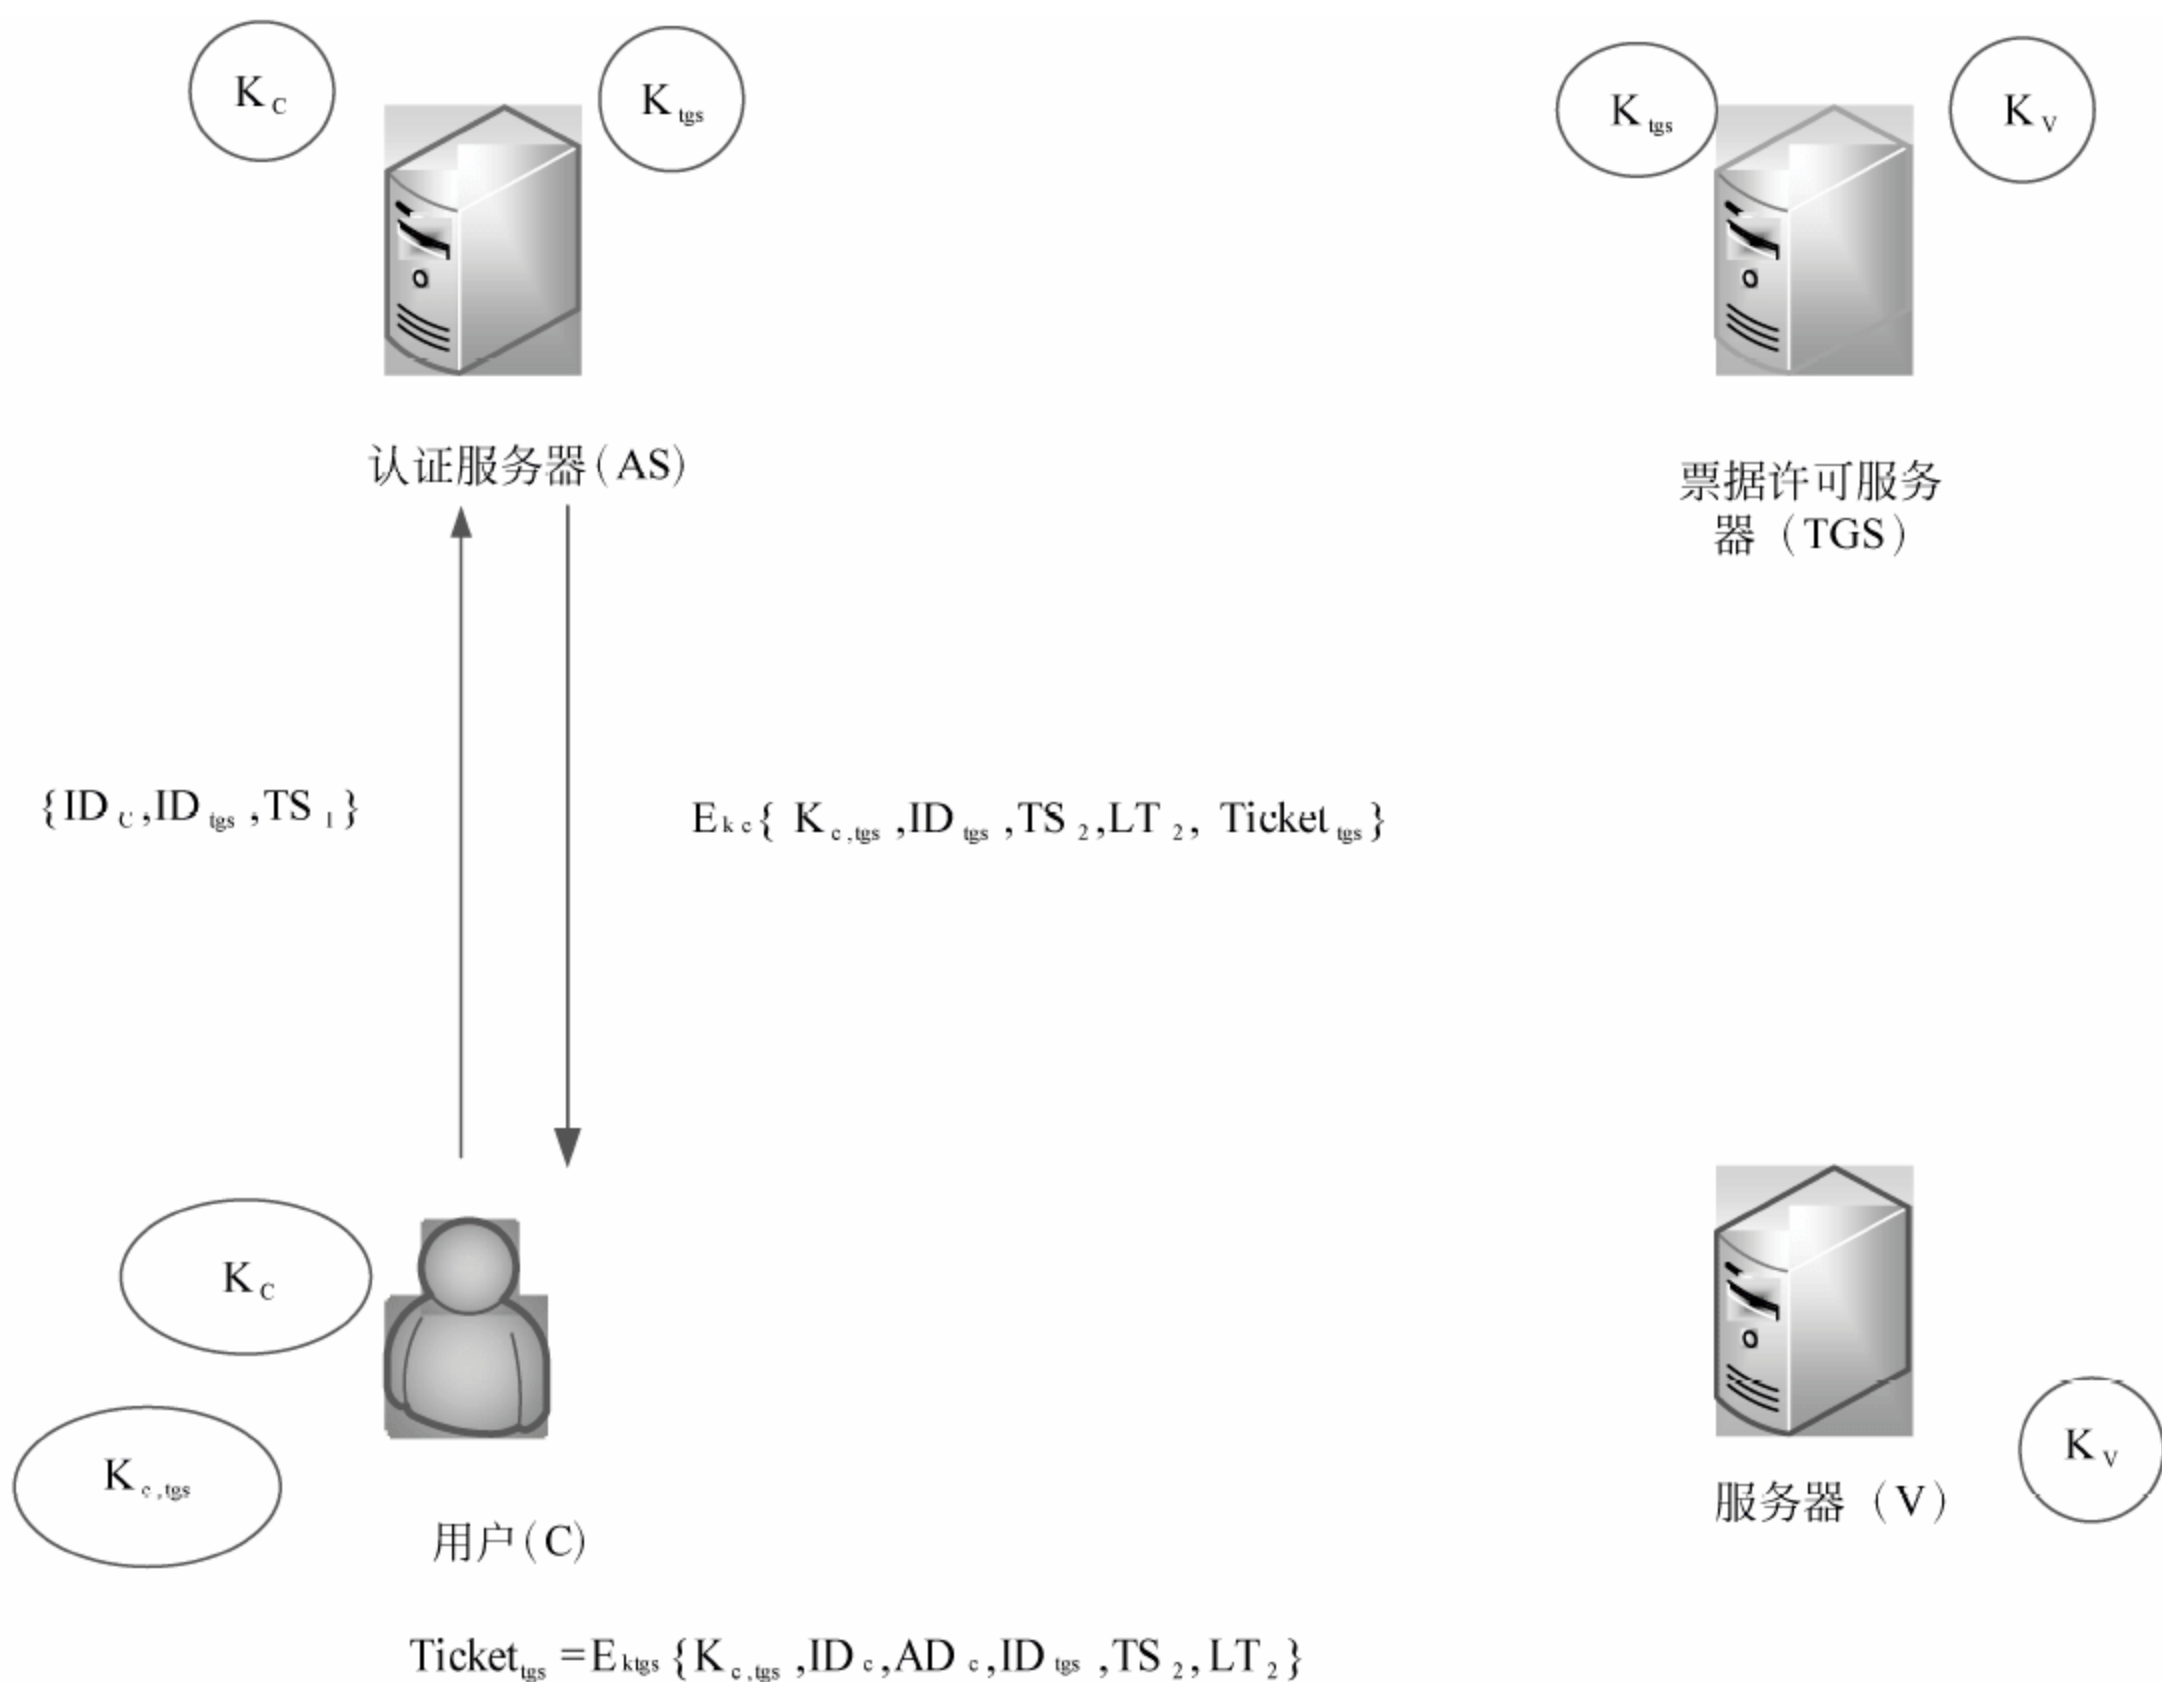 K C
K tgs
K tgs
K V
认证服务器(AS)
票据许可服务
器（TGS）
{ID C,ID tgs ,TS 1}
E k c{ K c,tgs ,ID tgs ,TS 2,LT 2, Ticket tgs}
K C
K c,tgs
用户(C)
服务器（V）
K V
Ticket tgs =E ktgs {K c,tgs ,ID c,AD c,ID tgs ,TS 2,LT 2}